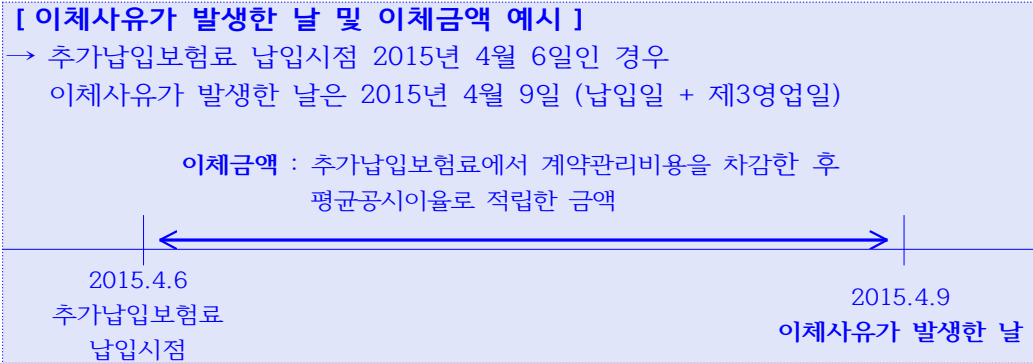 [ 이체사유가 발생한 날 및 이체금액 예시 ]
→ 추가납입보험료 납입시점 2015년 4월 6일인 경우
이체사유가 발생한 날은 2015년 4월 9일 (납입일 + 제3영업일)
이체금액 : 추가납입보험료에서 계약관리비용을 차감한 후
평균공시이율로 적립한 금액
2015.4.6
추가납입보험료
납입시점
2015.4.9
이체사유가 발생한 날